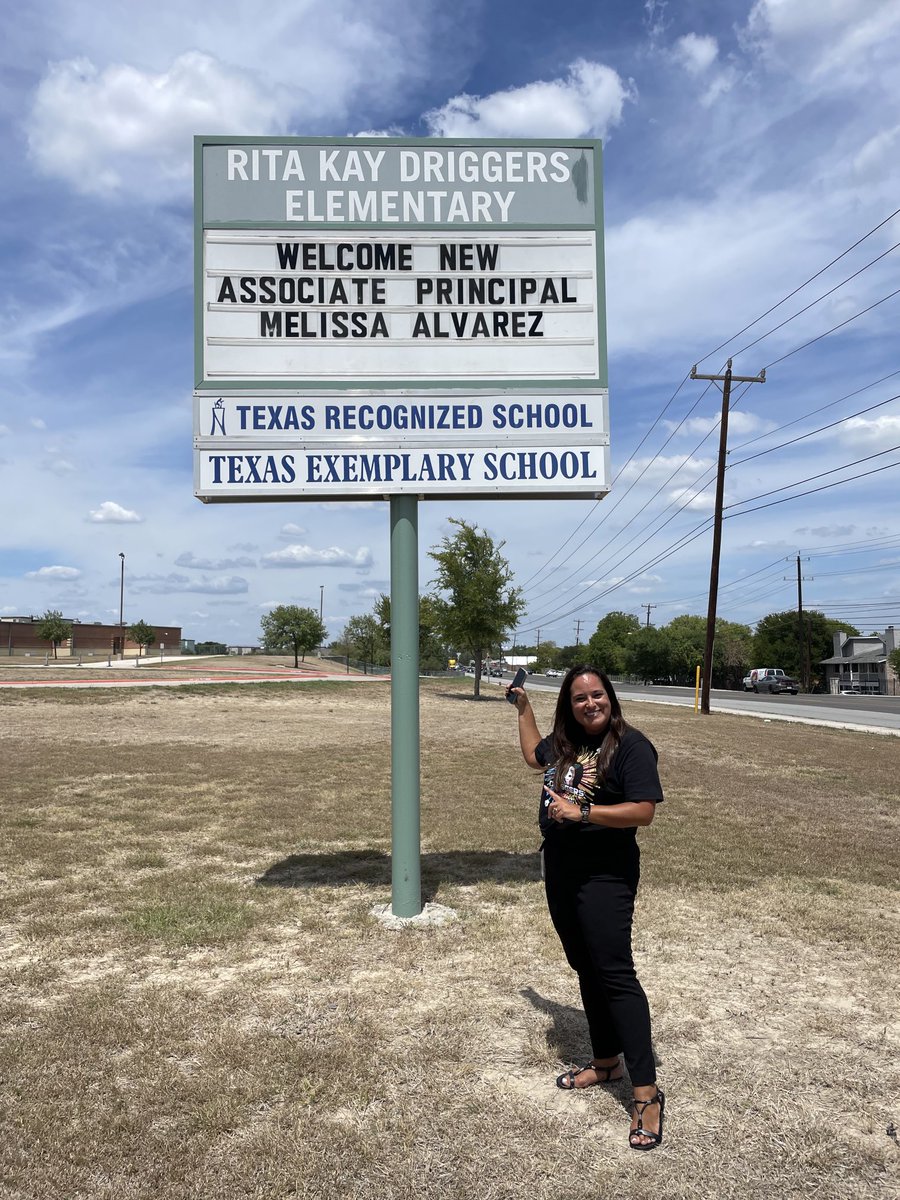 RITA KAY DRIGGERS
ELEMENTARY
WELCOME NEW
ASSOCIATE PRINCIPAL
MELISSA ALVAREZ
TEXAS RECOGNIZED SCHOOL
TEXAS EXEMPLARY SCHOOL